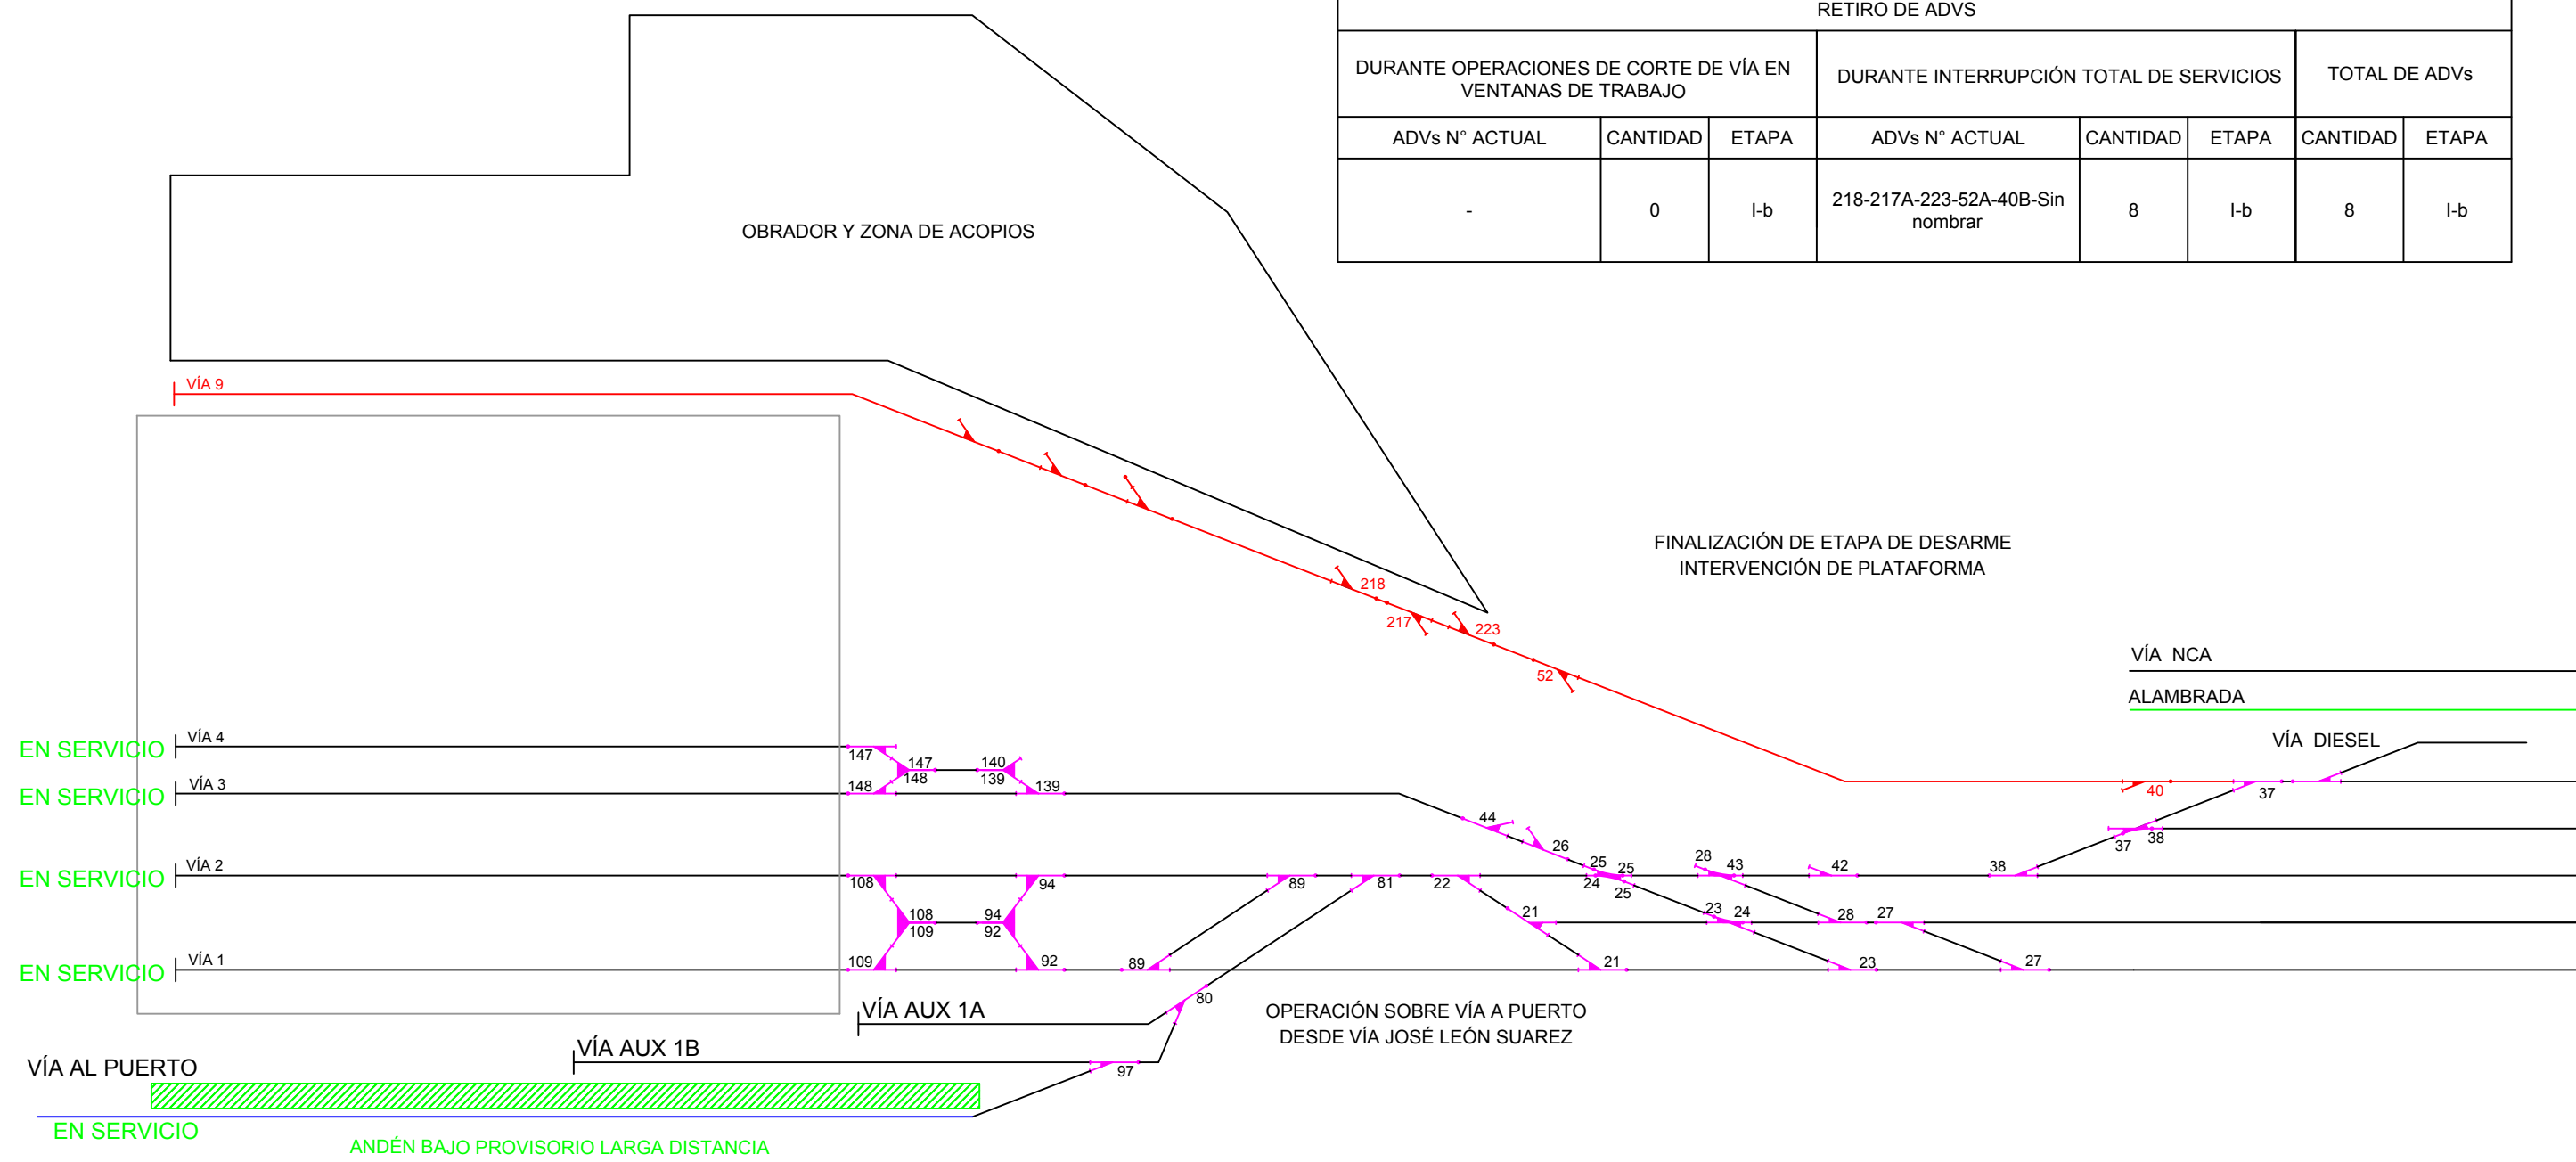 RETIRO DE ADVS
DURANTE OPERACIONES DE CORTE DE VÍA EN
VENTANAS DE TRABAJO
DURANTE INTERRUPCIÓN TOTAL DE SERVICIOS
TOTAL DE ADVs
ADVs N° ACTUAL CANTIDAD ETAPA ADVs N° ACTUAL CANTIDAD ETAPA CANTIDAD ETAPA
- 0 I-b 218-217A-223-52A-40B-Sin
nombrar 8 I-b 8 I-b
OBRADOR Y ZONA DE ACOPIOS
VÍA 9
FINALIZACIÓN DE ETAPA DE DESARME
INTERVENCIÓN DE PLATAFORMA
218
217
223
52
VÍA NCA
ALAMBRADA
VÍA DIESEL
40
37
37
38
EN SERVICIO VÍA 4
147
147
148
140
139
EN SERVICIO VÍA 3
148
139
44
26
25
25
24
25
28
43
42
38
EN SERVICIO VÍA 2
108
94
89
81
22
108
109
94
92
21
23
24
28
27
EN SERVICIO VÍA 1
109
92
89
21
23
27
80
VÍA AUX 1A
OPERACIÓN SOBRE VÍA A PUERTO
DESDE VÍA JOSÉ LEÓN SUAREZ
VÍA AUX 1B
97
VÍA AL PUERTO
EN SERVICIO
ANDÉN BAJO PROVISORIO LARGA DISTANCIA